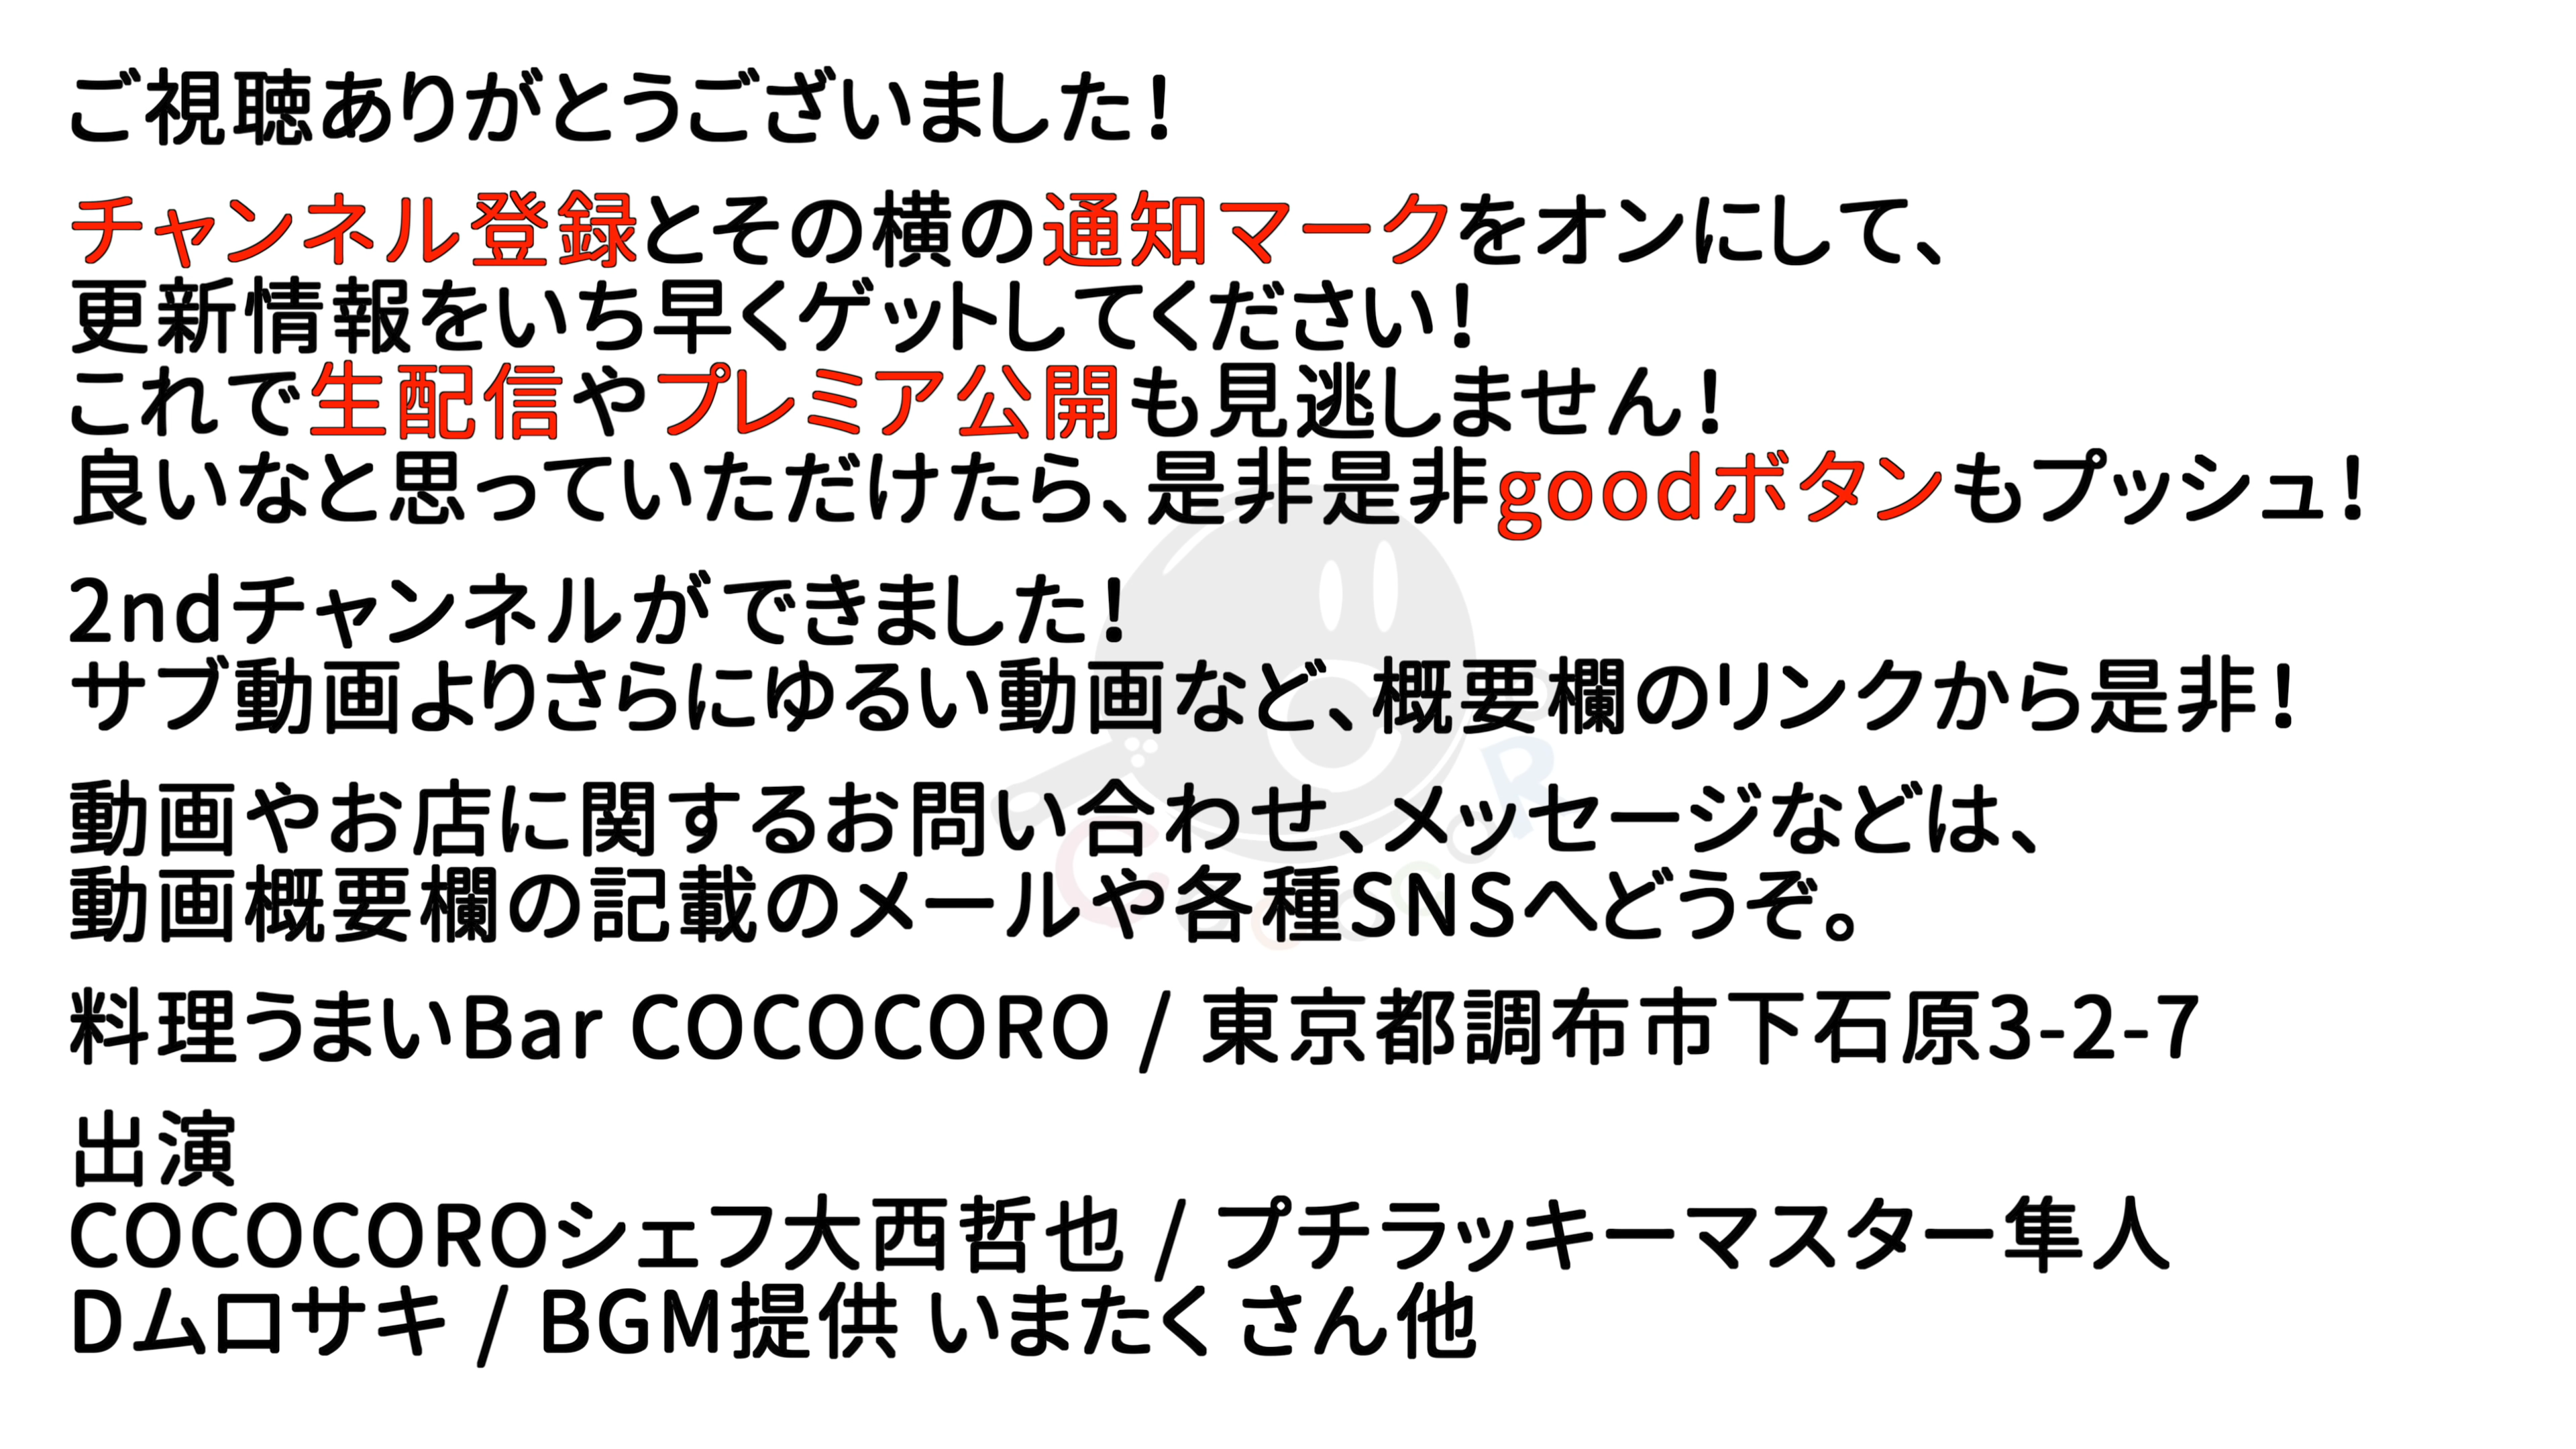 ご視聴ありがとうございました!
チャンネル登録とその横の通知マークをオンにして、
更新情報をいち早くゲットしてください!
これで生配信やプレミア公開も見逃しません!
良いなと思っていただけたら、是非是非goodボタンもプッシュ!
2ndチャンネルができました!
サブ動画よりさらにゆるい動画など、概要欄のリンクから是非!
動画やお店に関するお問い合わせ、メッセージなどは、
動画概要欄の記載のメールや各種SNSへどうぞ。
料理うまいBar COCOCORO / 東京都調布市下石原3-2-7
出演
COCOCOROシェフ大西哲也 / プチラッキーマスター隼人
Dムロサキ / BGM提供 いまたくさん他